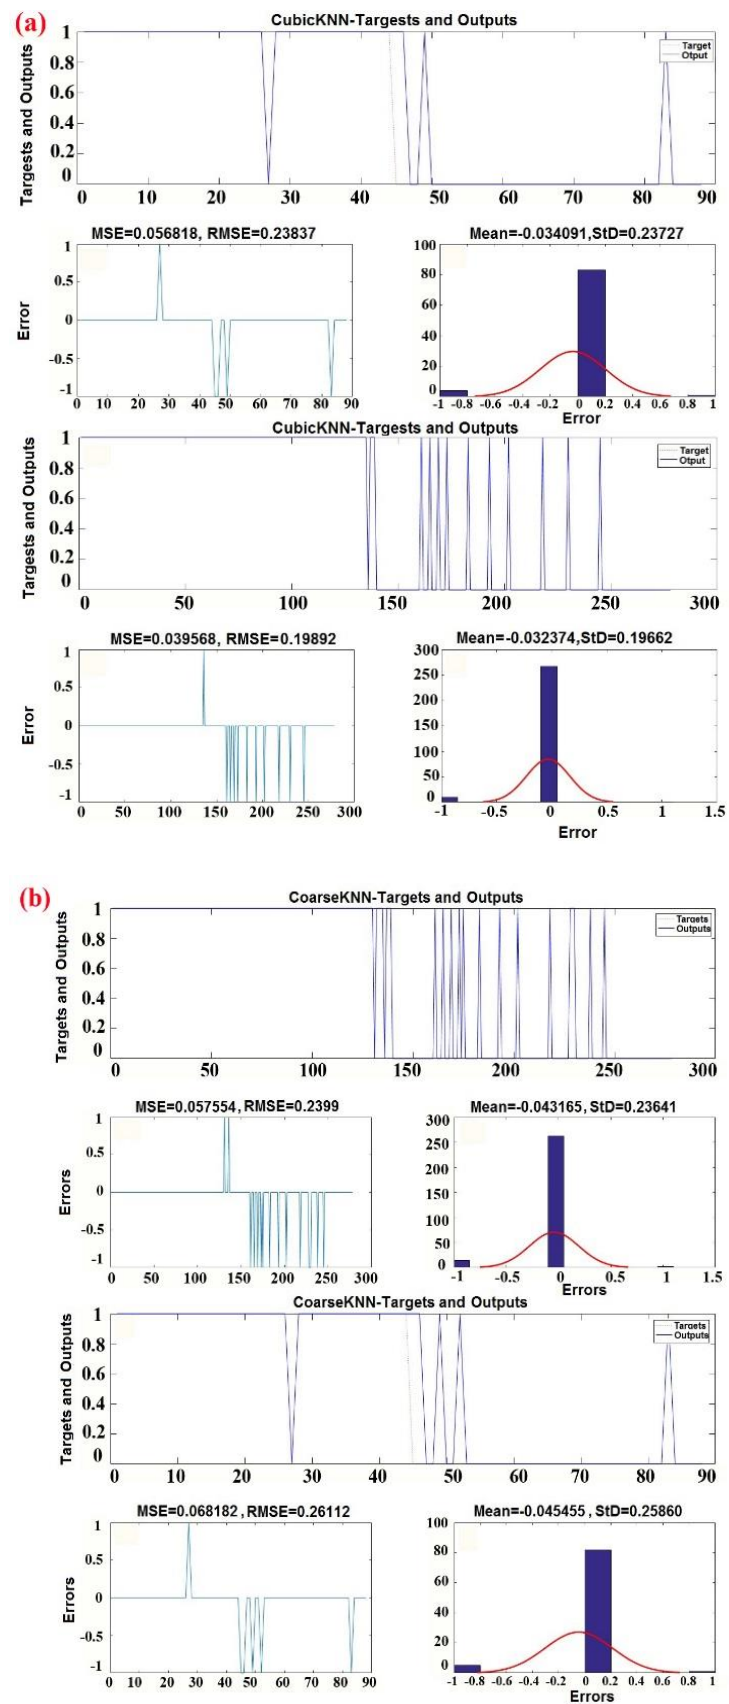 (a)
CubicKNN-Targests and Outputs
Targests and Outputs
1
0.8
0.6
0.4
0.2
0
Target
Otput
0 10 20 30 40 50 60 70 80 90
MSE=0.056818, RMSE=0.23837
Error
1
0.5
0
-0.5
-1
0 10 20 30 40 50 60 70 80 90
Mean=-0.034091,StD=0.23727
100
80
60
40
20
0
-1 -0.8 -0.6 -0.4 -0.2 0 0.2 0.4 0.6 0.8 1
Error
CubicKNN-Targests and Outputs
Targests and Outputs
1
0.8
0.6
0.4
0.2
0
Target
Otput
0 50 100 150 200 250 300
MSE=0.039568, RMSE=0.19892
Error
1
0.5
0
-0.5
-1
0 50 100 150 200 250 300
Mean=-0.032374,StD=0.19662
300
250
200
150
100
50
0
-1 -0.5 0 0.5 1 1.5
Error
(b)
CoarseKNN-Targets and Outputs
Targets and Outputs
1
0.8
0.6
0.4
0.2
0
Targets
Outputs
0 50 100 150 200 250 300
MSE=0.057554, RMSE=0.2399
Errors
1
0.5
0
-0.5
-1
0 50 100 150 200 250 300
Mean=-0.043165, StD=0.23641
300
250
200
150
100
50
0
-1 -0.5 0 0.5 1 1.5
Errors
CoarseKNN-Targets and Outputs
Targets and Outputs
1
0.8
0.6
0.4
0.2
0
Targets
Outputs
0 10 20 30 40 50 60 70 80 90
MSE=0.068182, RMSE=0.26112
Errors
1
0.5
0
-0.5
-1
0 10 20 30 40 50 60 70 80 90
Mean=-0.045455, StD=0.25860
100
80
60
40
20
0
-1 -0.8 -0.6 -0.4 -0.2 0 0.2 0.4 0.6 0.8 1
Errors